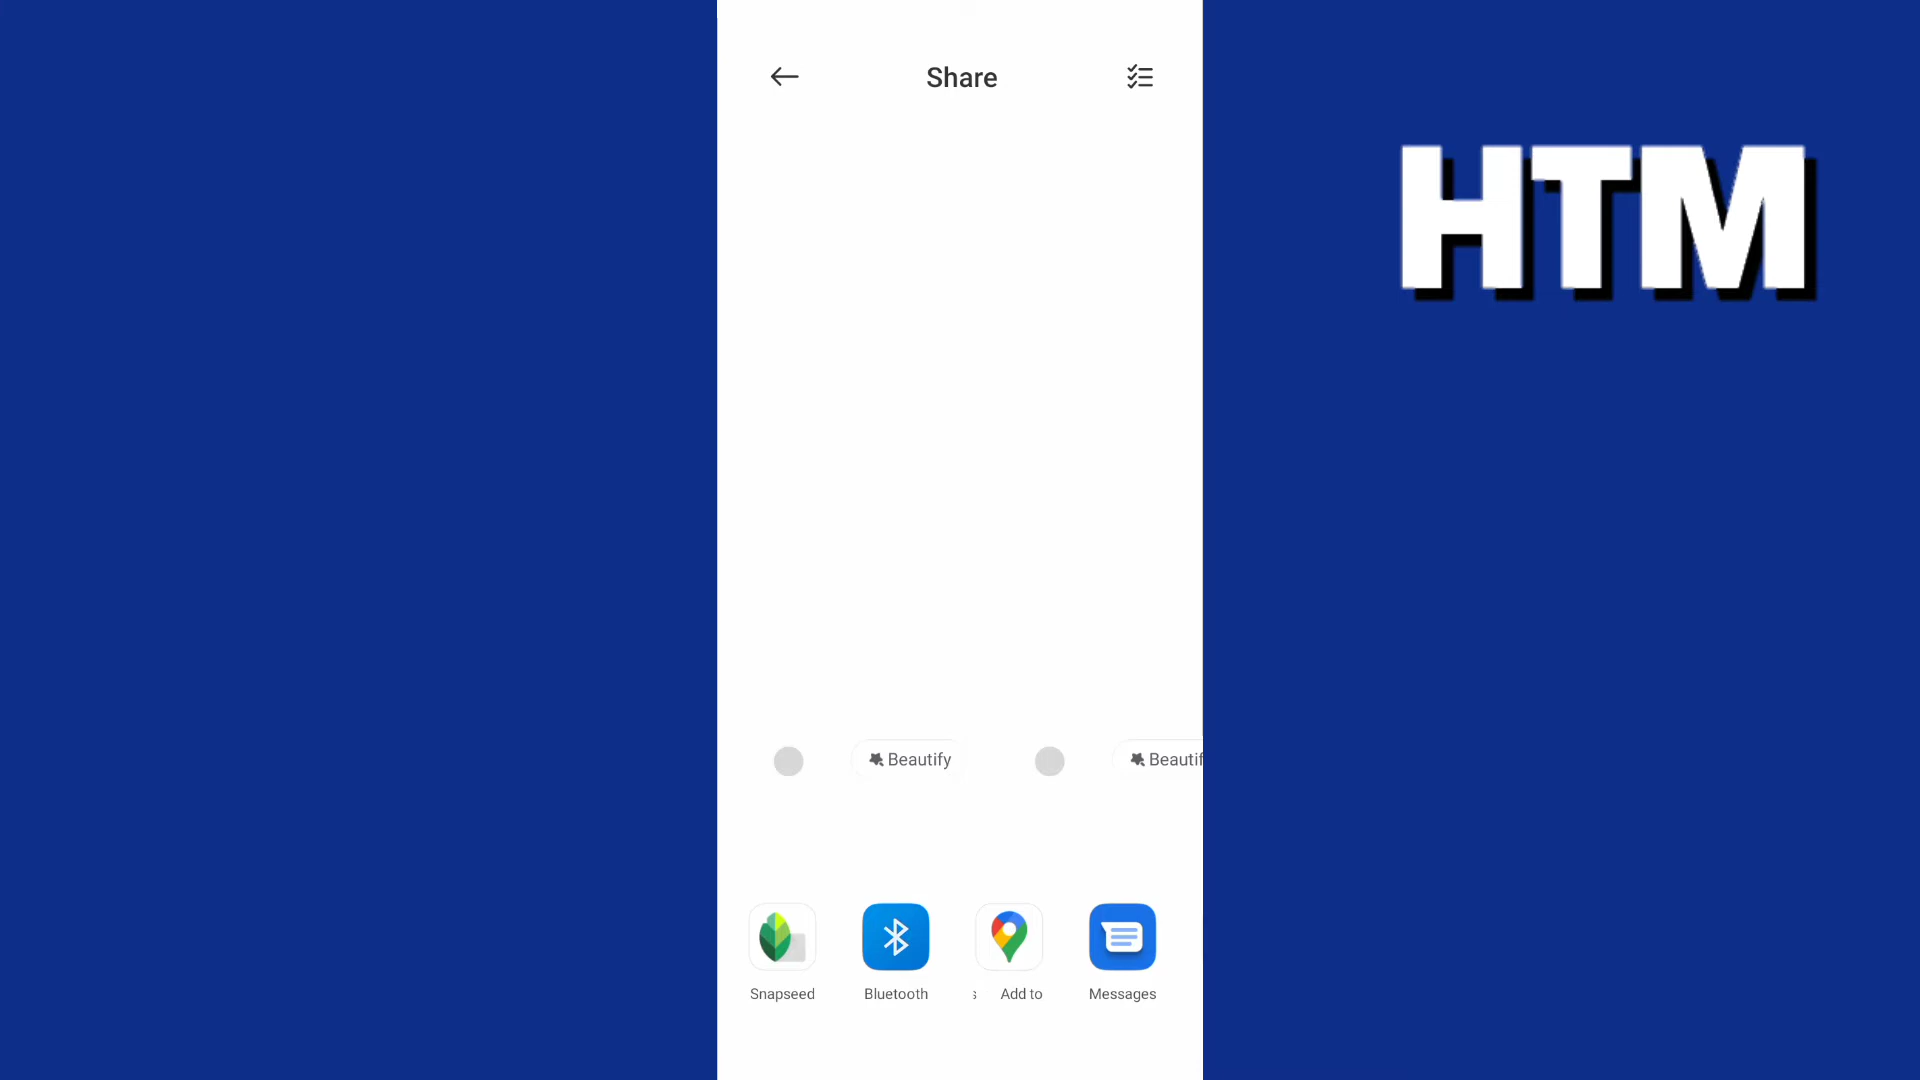 Share
HTM
Beautify
Beautif
Snapseed
Bluetooth
s Add to
Messages